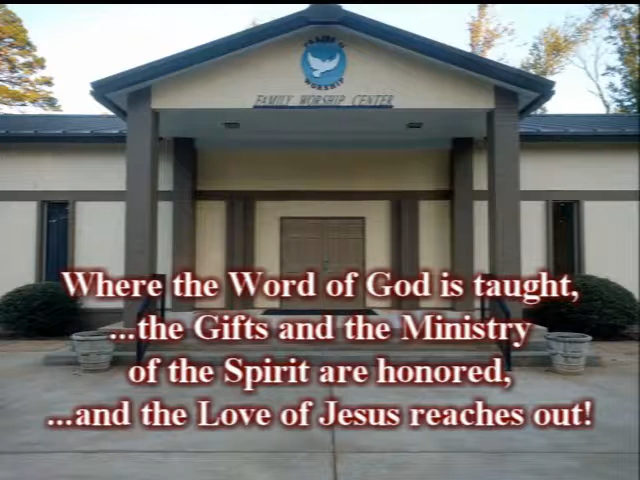 WORSHIP
FAMILY WORSHIP CENTER
Where the Word of God is taught,
...the Gifts and the Ministry
of the Spirit are honored,
...and the Love of Jesus reaches out!